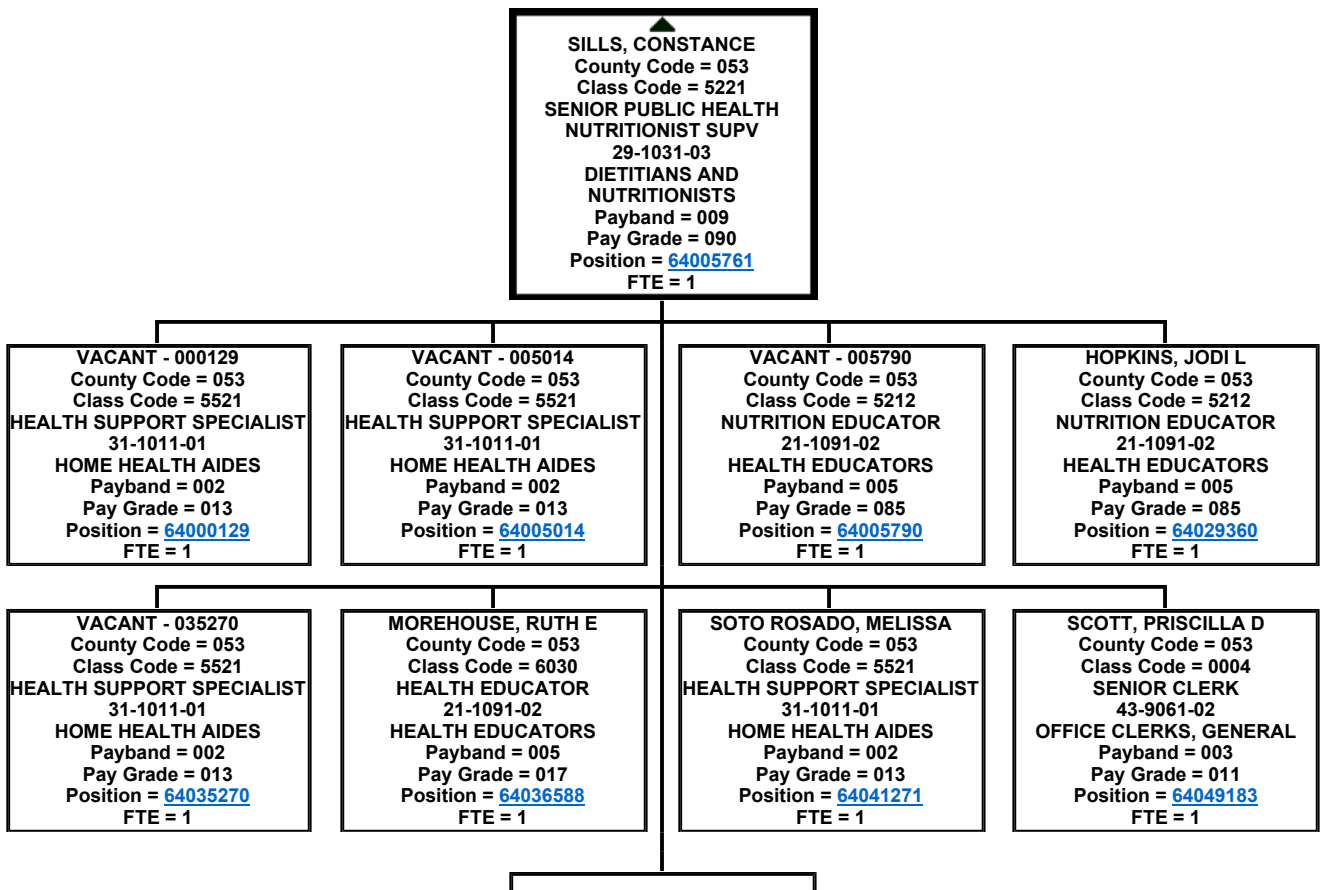 SILLS, CONSTANCE
County Code = 053
Class Code = 5221
SENIOR PUBLIC HEALTH
NUTRITIONIST SUPV
29-1031-03
DIETITIANS AND
NUTRITIONISTS
Payband = 009
Pay Grade = 090
Position = 64005761
FTE = 1
VACANT - 000129
County Code = 053
Class Code = 5521
HEALTH SUPPORT SPECIALIST
31-1011-01
HOME HEALTH AIDES
Payband = 002
Pay Grade = 013
Position = 64000129
FTE = 1
VACANT - 005014
County Code = 053
Class Code = 5521
HEALTH SUPPORT SPECIALIST
31-1011-01
HOME HEALTH AIDES
Payband = 002
Pay Grade = 013
Position = 64005014
FTE = 1
VACANT - 005790
County Code = 053
Class Code = 5212
NUTRITION EDUCATOR
21-1091-02
HEALTH EDUCATORS
Payband = 005
Pay Grade = 085
Position = 64005790
FTE = 1
HOPKINS, JODI L
County Code = 053
Class Code = 5212
NUTRITION EDUCATOR
21-1091-02
HEALTH EDUCATORS
Payband = 005
Pay Grade = 085
Position = 64029360
FTE = 1
VACANT - 035270
County Code = 053
Class Code = 5521
HEALTH SUPPORT SPECIALIST
31-1011-01
HOME HEALTH AIDES
Payband = 002
Pay Grade = 013
Position = 64035270
FTE = 1
MOREHOUSE, RUTH E
County Code = 053
Class Code = 6030
HEALTH EDUCATOR
21-1091-02
HEALTH EDUCATORS
Payband = 005
Pay Grade = 017
Position = 64036588
FTE = 1
SOTO ROSADO, MELISSA
County Code = 053
Class Code = 5521
HEALTH SUPPORT SPECIALIST
31-1011-01
HOME HEALTH AIDES
Payband = 002
Pay Grade = 013
Position = 64041271
FTE = 1
SCOTT, PRISCILLA D
County Code = 053
Class Code = 0004
SENIOR CLERK
43-9061-02
OFFICE CLERKS, GENERAL
Payband = 003
Pay Grade = 011
Position = 64049183
FTE = 1